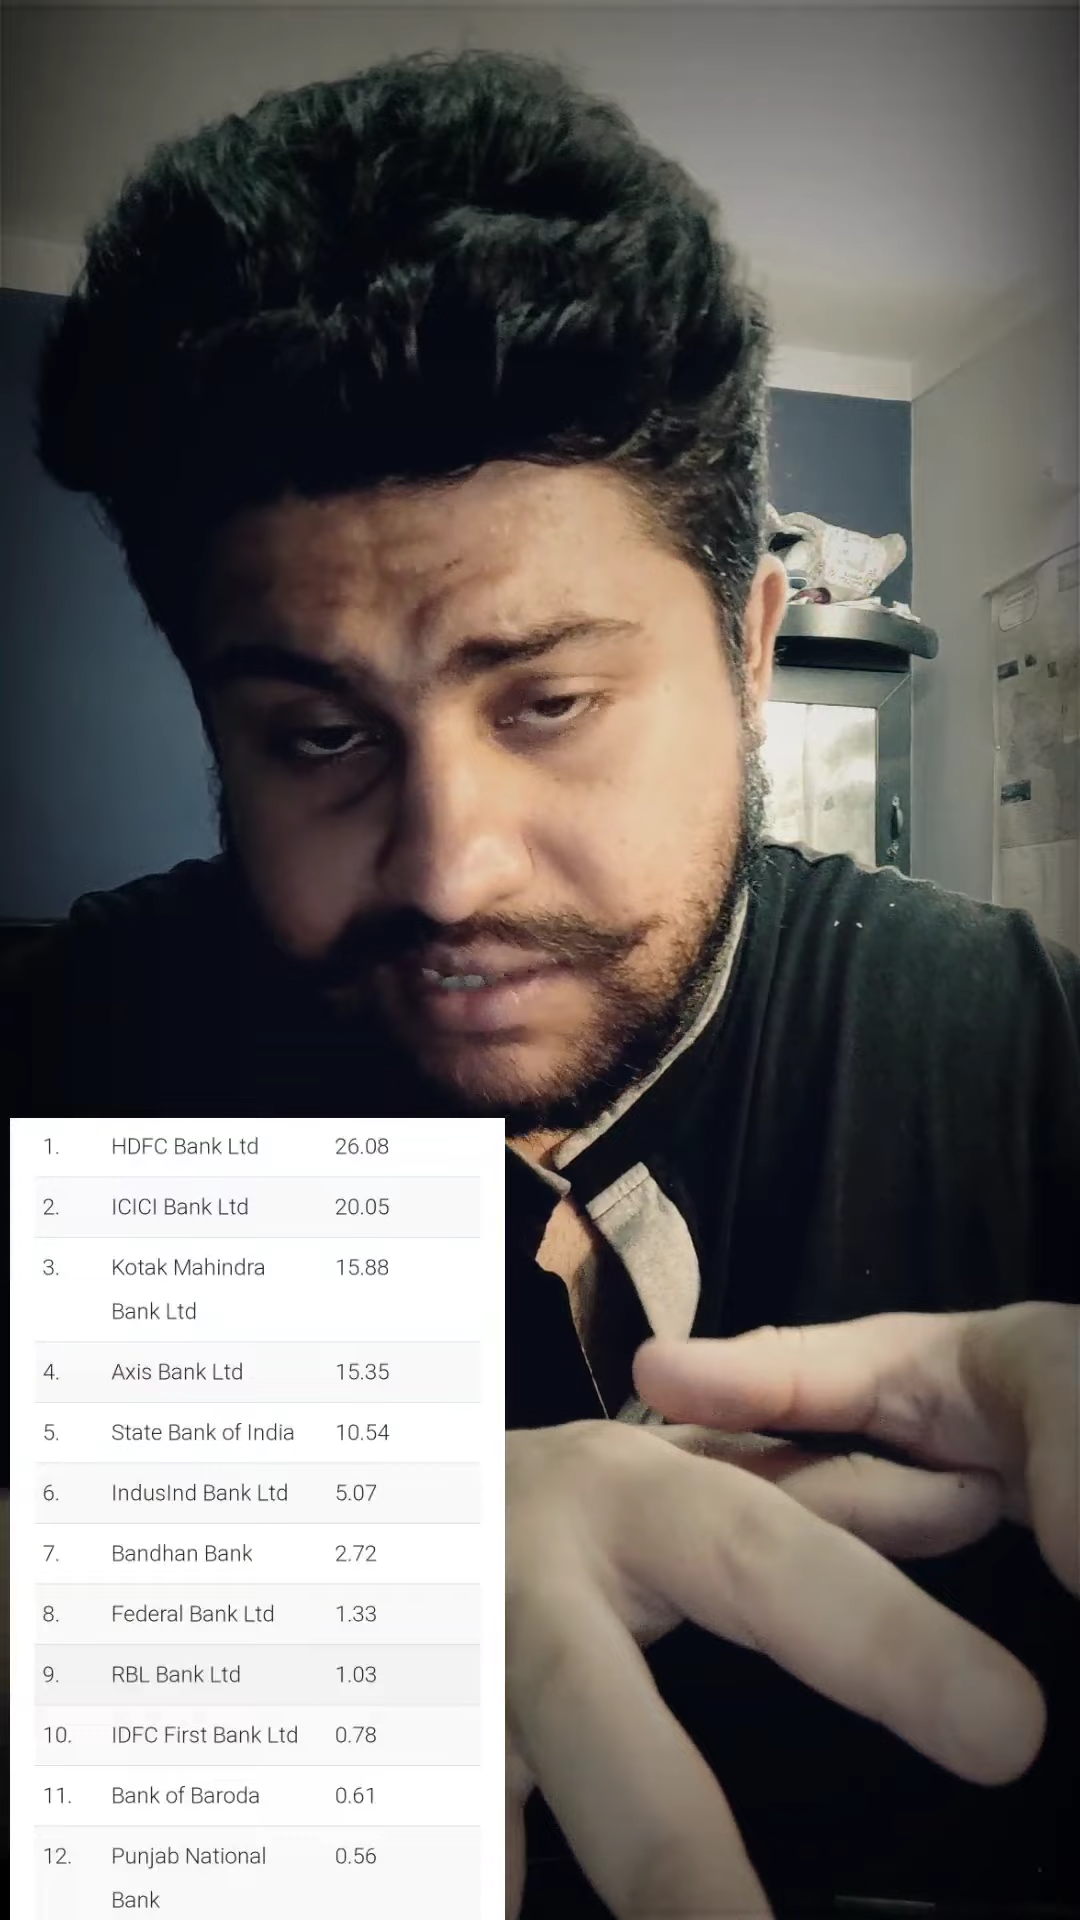 1. HDFC Bank Ltd 26.08
2. ICICI Bank Ltd 20.05
3. Kotak Mahindra 15.88
Bank Ltd
4. Axis Bank Ltd 15.35
5. State Bank of India 10.54
6. IndusInd Bank Ltd 5.07
7. Bandhan Bank 2.72
8. Federal Bank Ltd 1.33
9. RBL Bank Ltd 1.03
10. IDFC First Bank Ltd 0.78
11. Bank of Baroda 0.61
12. Punjab National 0.56
Bank